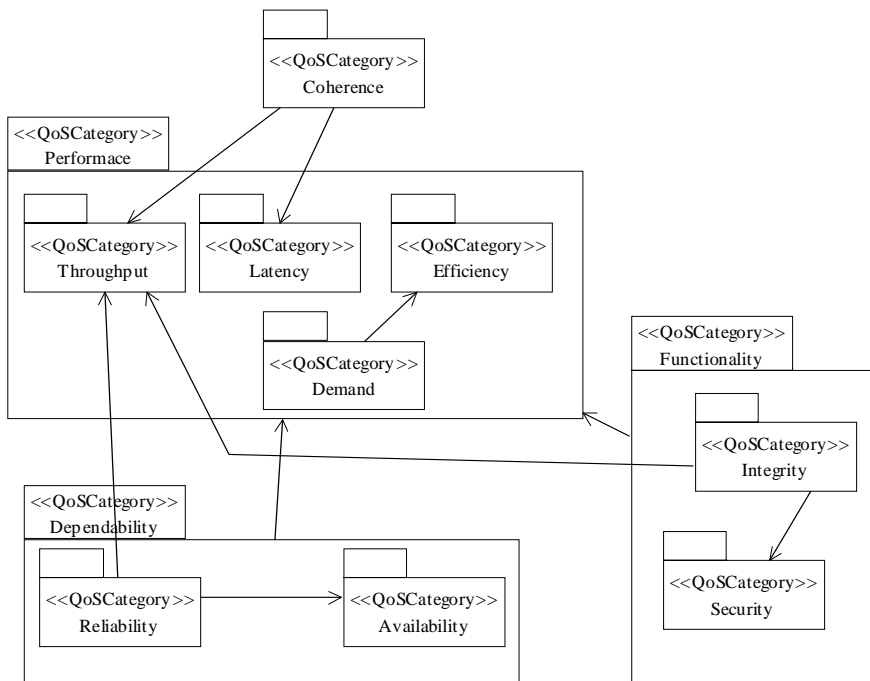 <<QoSCategory>>
Coherence
<<QoSCategory>>
Performace
<<QoSCategory>>
Throughput
<<QoSCategory>>
Latency
<<QoSCategory>>
Efficiency
<<QoSCategory>>
Demand
<<QoSCategory>>
Functionality
<<QoSCategory>>
Integrity
<<QoSCategory>>
Security
<<QoSCategory>>
Dependability
<<QoSCategory>>
Reliability
<<QoSCategory>>
Availability